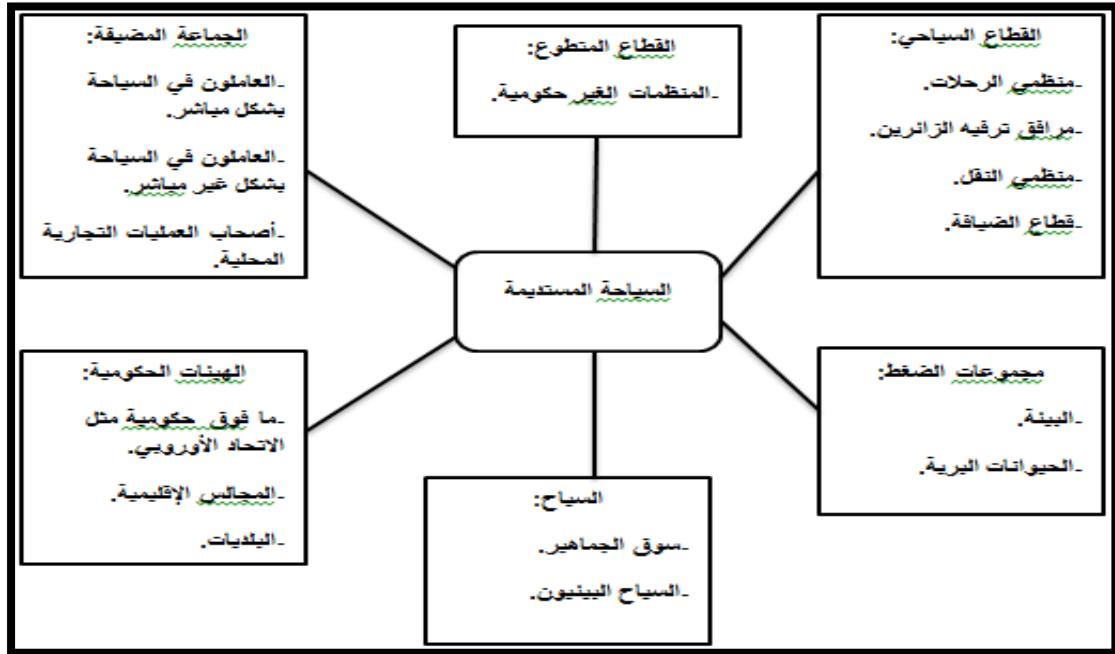 القطاع السياحي:
-منظمي الرحلات.
-مرافق ترفيه الزائرين.
-منظمي النقل.
-قطاع الضيافة.
القطاع المتطوع:
-المنظمات الغير حكومية.
الجماعة المضيفة:
-العاملون في السياحة
بشكل مباشر.
-العاملون في السياحة
بشكل غير مباشر.
-أصحاب العمليات التجارية
المحلية.
السياحة المستديمة
مجموعات الضغط:
-البيئة.
-الحيوانات البرية.
السياح:
-سوق الجماهير.
-السياح البيئيون.
الهيئات الحكومية:
-ما فوق حكومية مثل
الاتحاد الأوروبي.
-المجالس الإقليمية.
-البلديات.